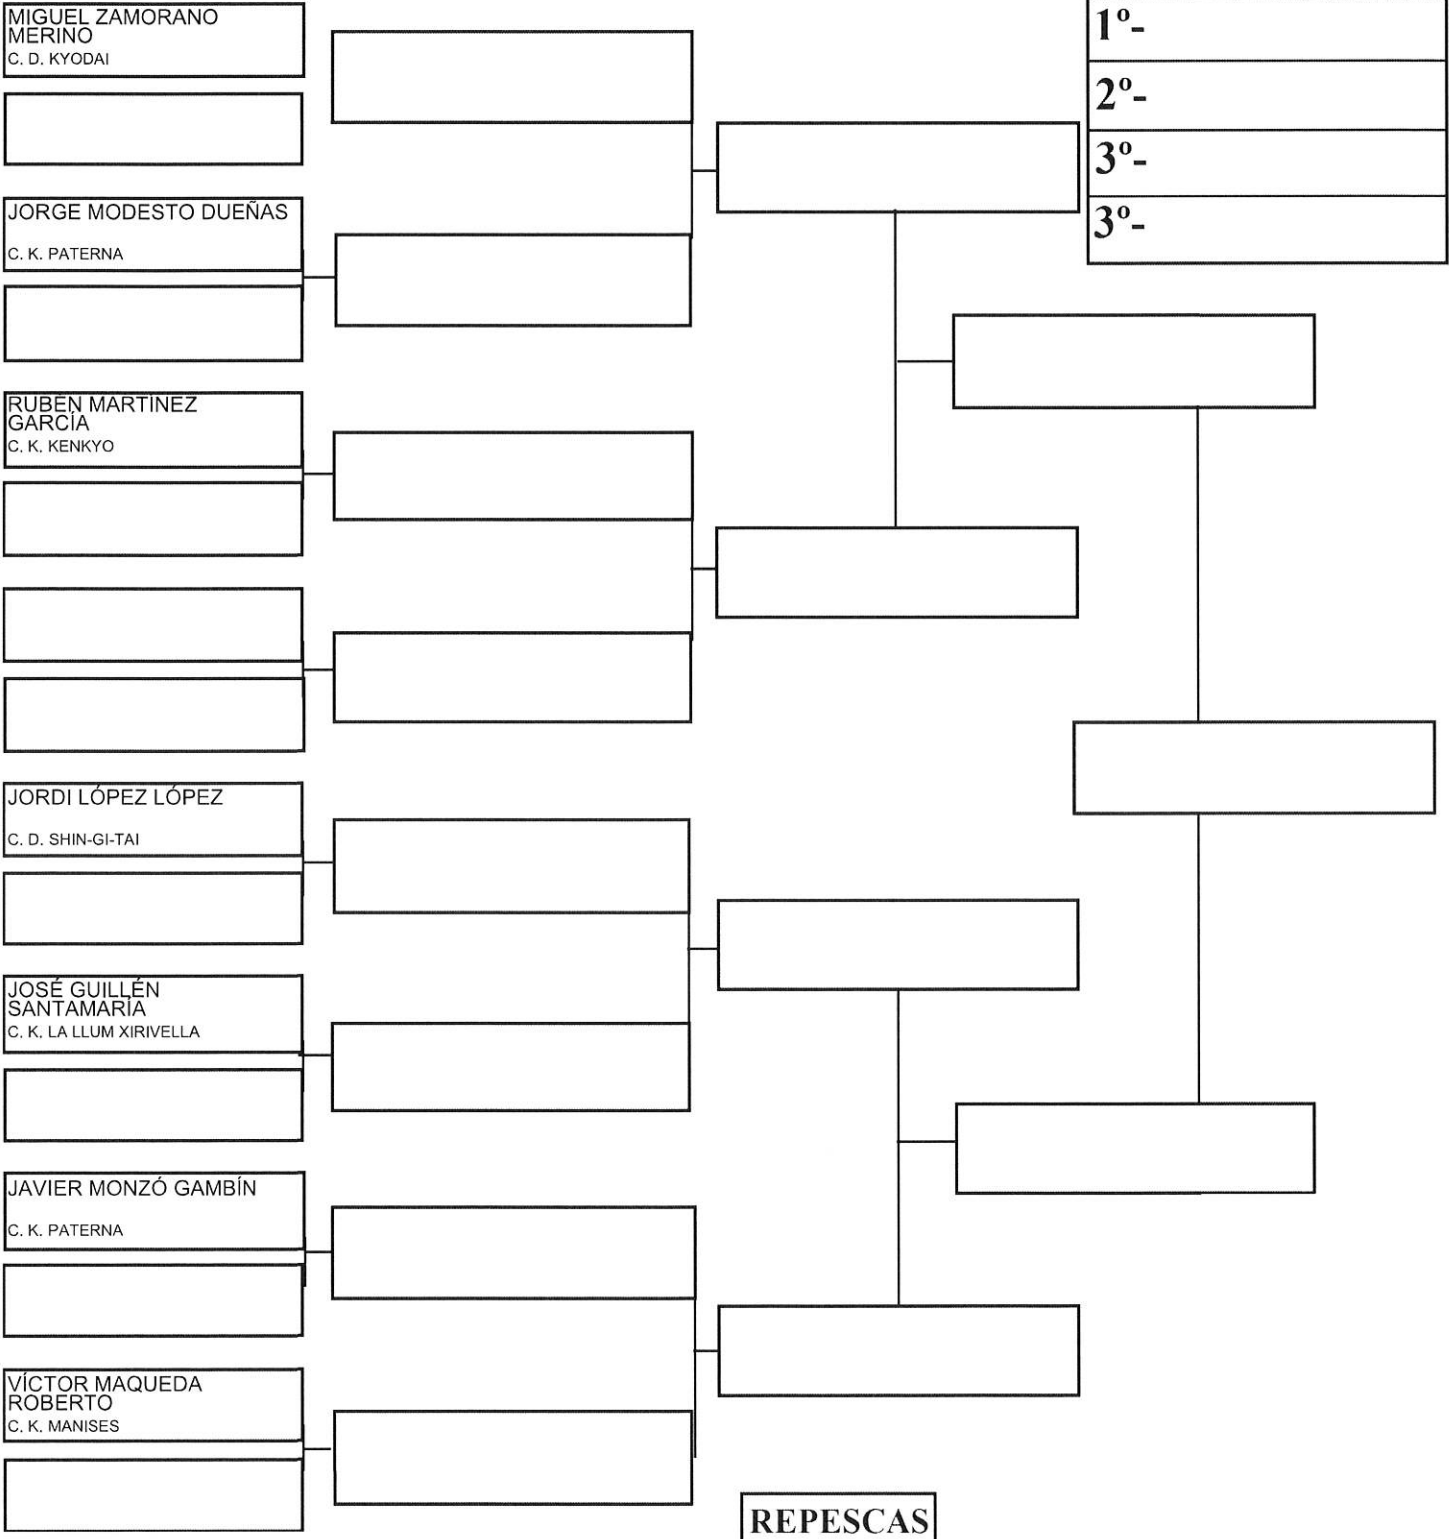 MIGUEL ZAMORANO
MERINO
C. D. KYODAI
JORGE MODESTO DUEÑAS
C. K. PATERNA
RUBÉN MARTÍNEZ
GARCÍA
C. K. KENKYO
JORDI LÓPEZ LÓPEZ
C. D. SHIN-GI-TAI
JOSÉ GUILLÉN
SANTAMARÍA
C. K. LA LLUM XIRIVELLA
JAVIER MONZÓ GAMBÍN
C. K. PATERNA
VÍCTOR MAQUEDA
ROBERTO
C. K. MANISES
1º-
2º-
3º-
3º-
REPESCAS